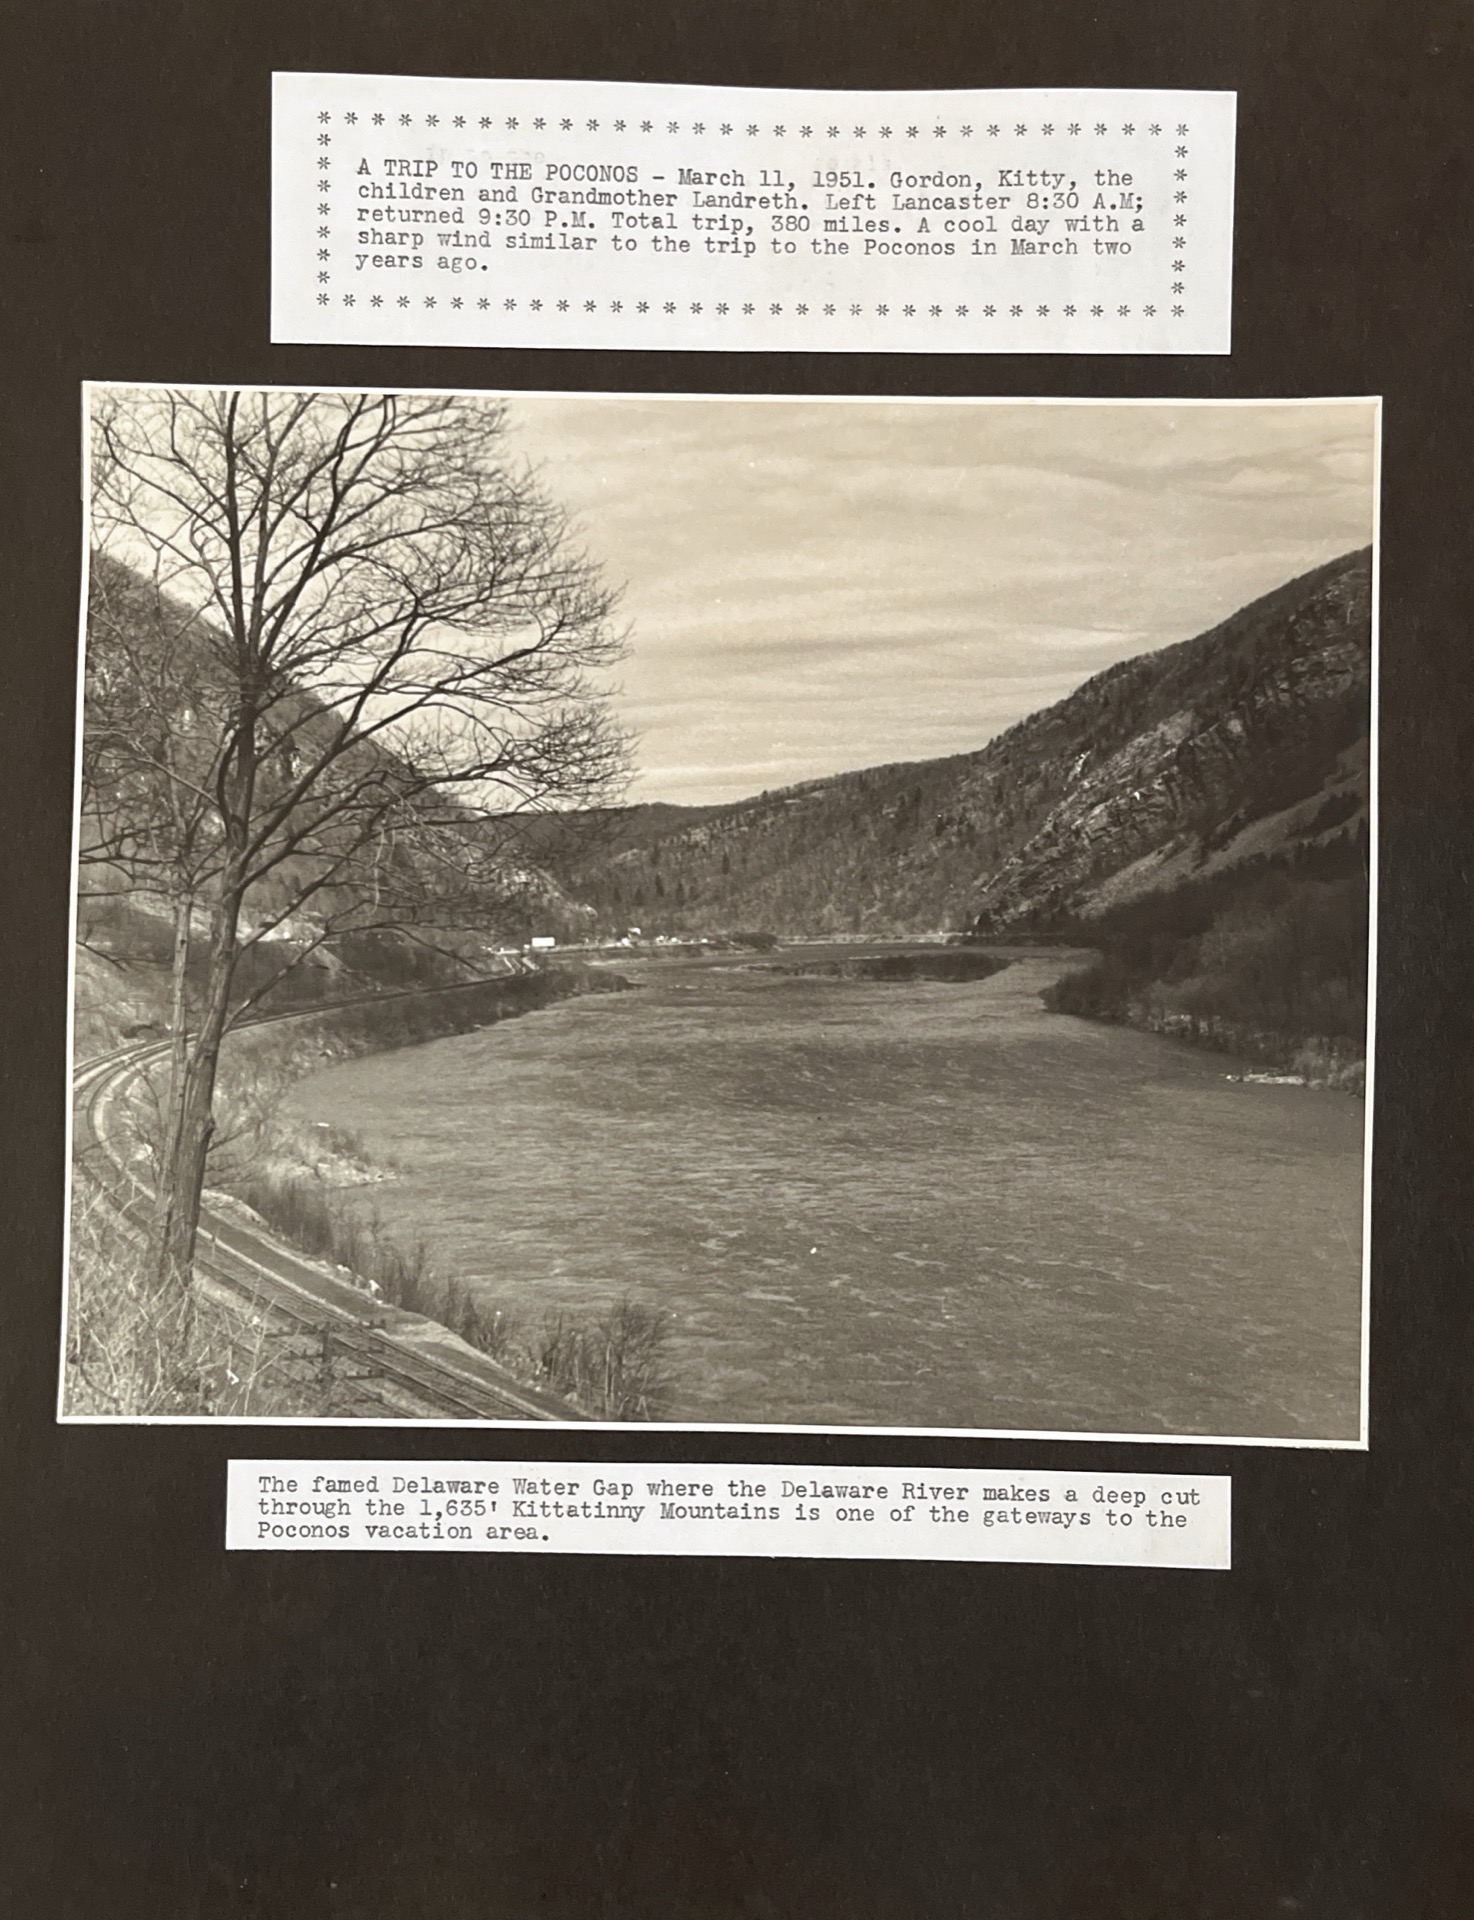 * * * * * * * * * * * * * * * * * * * * * * * * * * * * * * * * *
A TRIP TO THE POCONOS - March 11, 1951. Gordon, Kitty, the
children and Grandmother Landreth. Left Lancaster 8:30 A.M;
returned 9:30 P.M. Total trip, 380 miles. A cool day with a
sharp wind similar to the trip to the Poconos in March two
years ago.
* * * * * * * * * * * * * * * * * * * * * * * * * * * * * * * * *
The famed Delaware Water Gap where the Delaware River makes a deep cut
through the 1,635' Kittatinny Mountains is one of the gateways to the
Poconos vacation area.